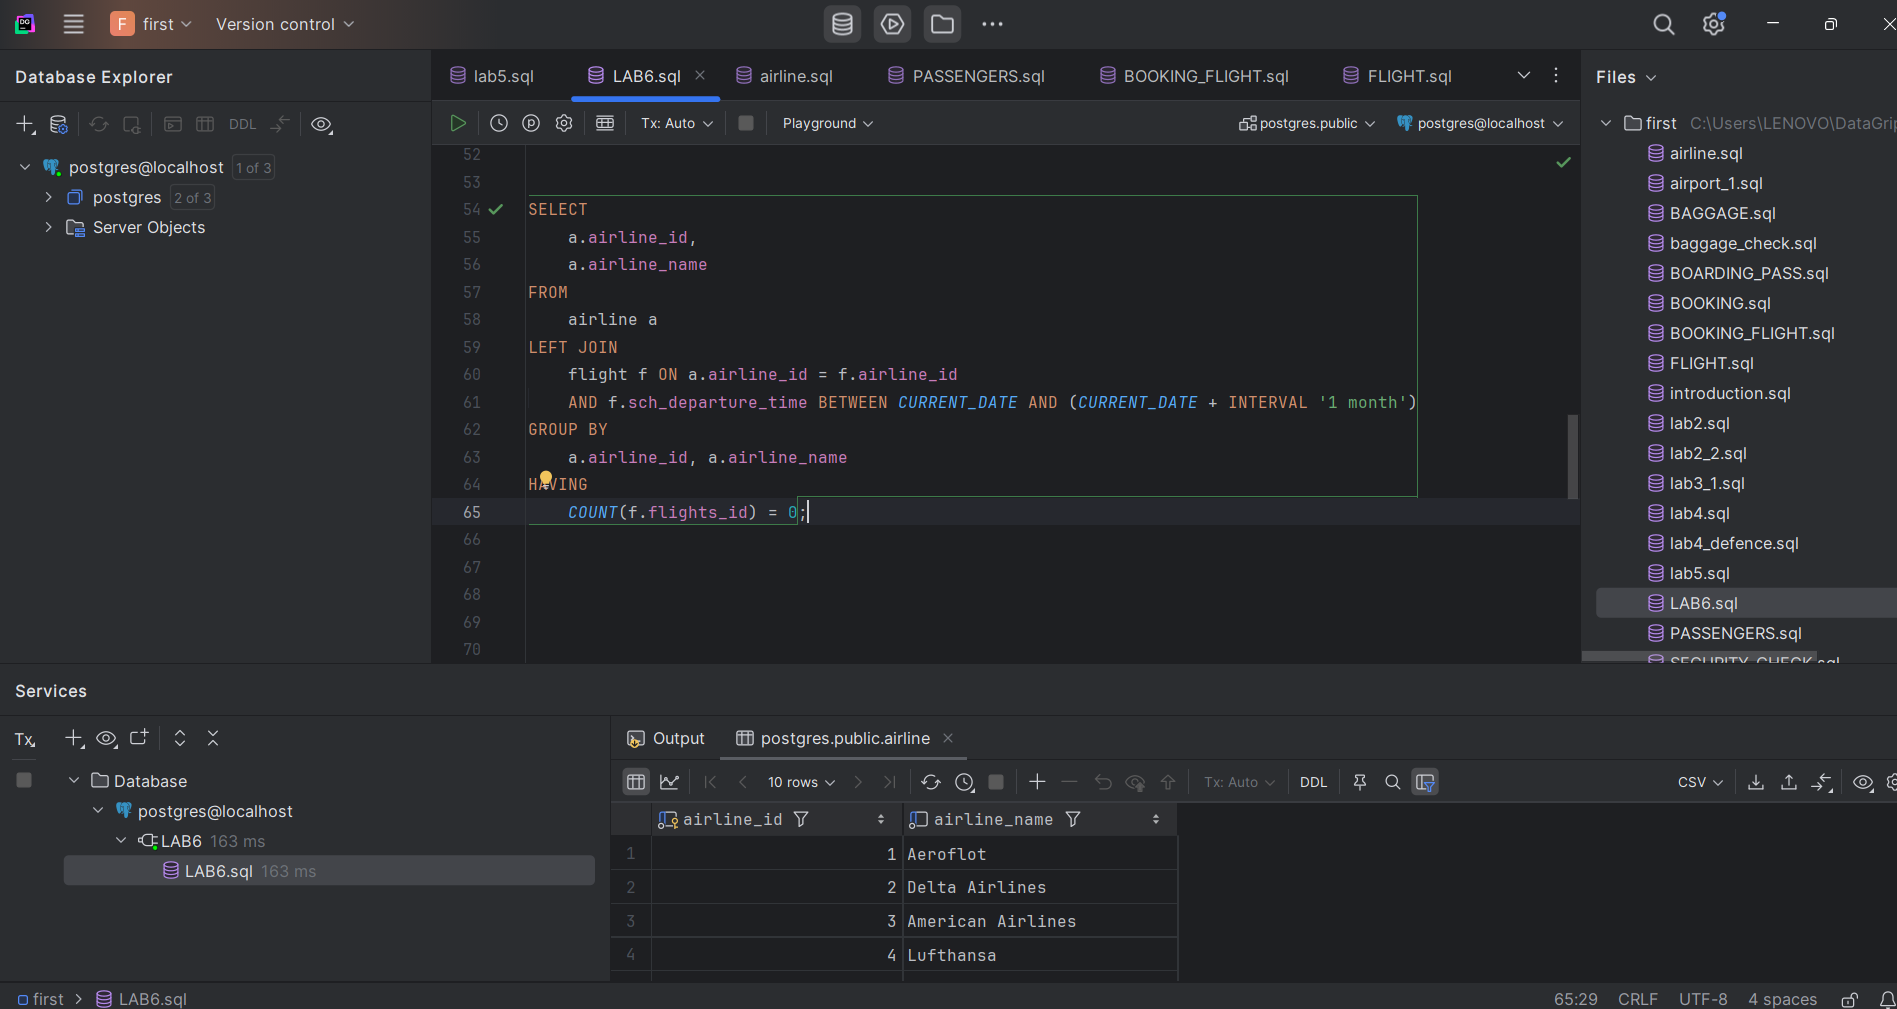 F first Version control
Database Explorer
lab5.sql LAB6.sql airline.sql PASSENGERS.sql BOOKING_FLIGHT.sql FLIGHT.sql
Files
DDL
Tx: Auto Playground postgres.public postgres@localhost
first C:\Users\LENOVO\DataGrip
postgres@localhost 1 of 3
postgres 2 of 3
Server Objects
52
53
54 SELECT
55 a.airline_id,
56 a.airline_name
57 FROM
58 airline a
59 LEFT JOIN
60 flight f ON a.airline_id = f.airline_id
61 AND f.sch_departure_time BETWEEN CURRENT_DATE AND (CURRENT_DATE + INTERVAL '1 month')
62 GROUP BY
63 a.airline_id, a.airline_name
64 HAVING
65 COUNT(f.flights_id) = 0;
66
67
68
69
70
airline.sql
airport_1.sql
BAGGAGE.sql
baggage_check.sql
BOARDING_PASS.sql
BOOKING.sql
BOOKING_FLIGHT.sql
FLIGHT.sql
introduction.sql
lab2.sql
lab2_2.sql
lab3_1.sql
lab4.sql
lab4_defence.sql
lab5.sql
LAB6.sql
PASSENGERS.sql
SECURITY_CHECK.sql
Services
Tx
Database
postgres@localhost
LAB6 163 ms
LAB6.sql 163 ms
Output postgres.public.airline
10 rows Tx: Auto DDL CSV
airline_id airline_name
1 1 Aeroflot
2 2 Delta Airlines
3 3 American Airlines
4 4 Lufthansa
first > LAB6.sql
65:29 CRLF UTF-8 4 spaces